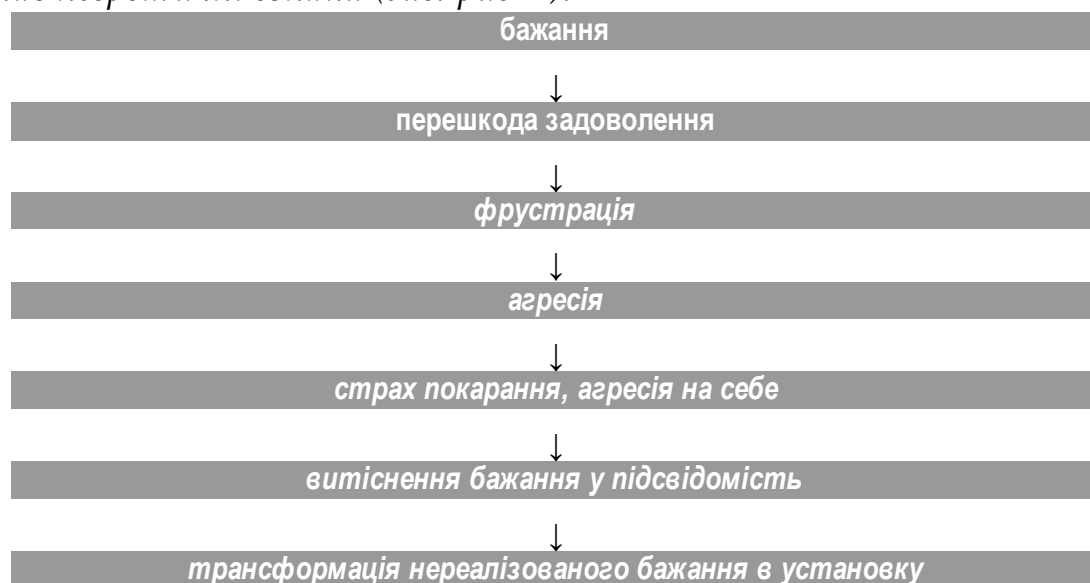 бажання
↓
перешкода задоволення
↓
фрустрація
↓
агресія
↓
страх покарання, агресія на себе
↓
витіснення бажання у підсвідомість
↓
трансформація нереалізованого бажання в установку